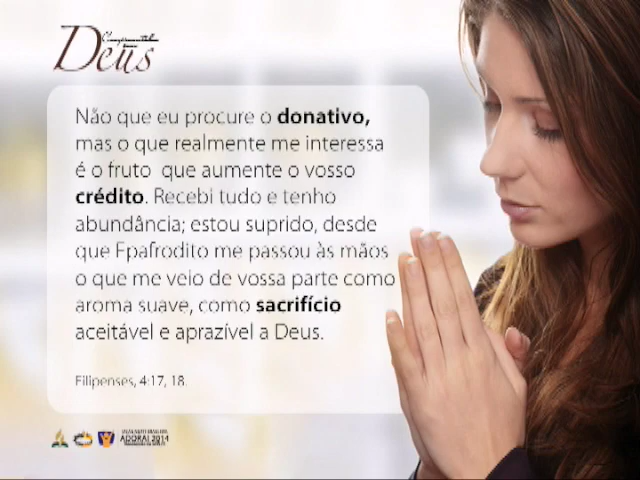 Deus
Não que eu procure o donativo,
mas o que realmente me interessa
é o fruto que aumente o vosso
crédito. Recebi tudo e tenho
abundância; estou suprido, desde
que Epafrodito me passou às mãos
o que me veio de vossa parte como
aroma suave, como sacrifício
aceitável e aprazível a Deus.
Filipenses, 4:17, 18.
ADORAI 2014